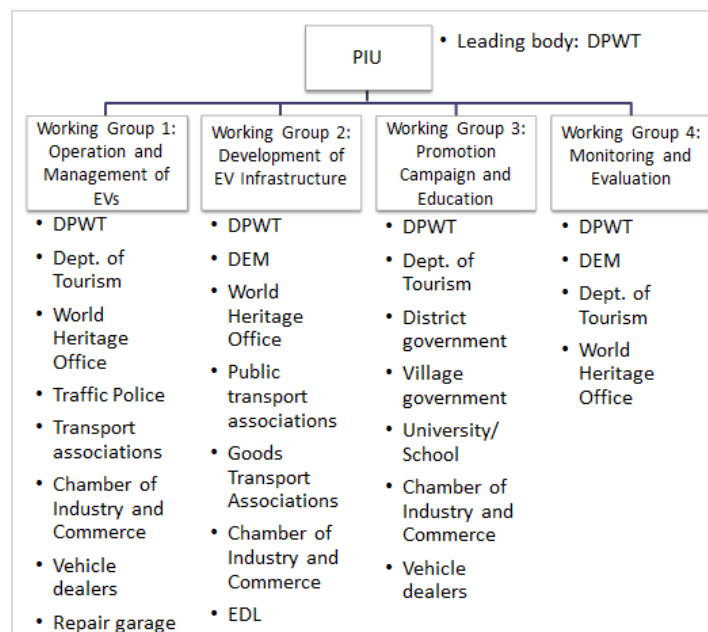 PIU
• Leading body: DPWT
Working Group 1:
Operation and
Management of
EVs
• DPWT
• Dept. of
Tourism
• World
Heritage
Office
• Traffic Police
• Transport
associations
• Chamber of
Industry and
Commerce
• Vehicle
dealers
• Repair garage
Working Group 2:
Development of
EV Infrastructure
• DPWT
• DEM
• World
Heritage
Office
• Public
transport
associations
• Goods
Transport
Associations
• Chamber of
Industry and
Commerce
• EDL
Working Group 3:
Promotion
Campaign and
Education
• DPWT
• Dept. of
Tourism
• District
government
• Village
government
• University/
School
• Chamber of
Industry and
Commerce
• Vehicle
dealers
Working Group 4:
Monitoring and
Evaluation
• DPWT
• DEM
• Dept. of
Tourism
• World
Heritage
Office